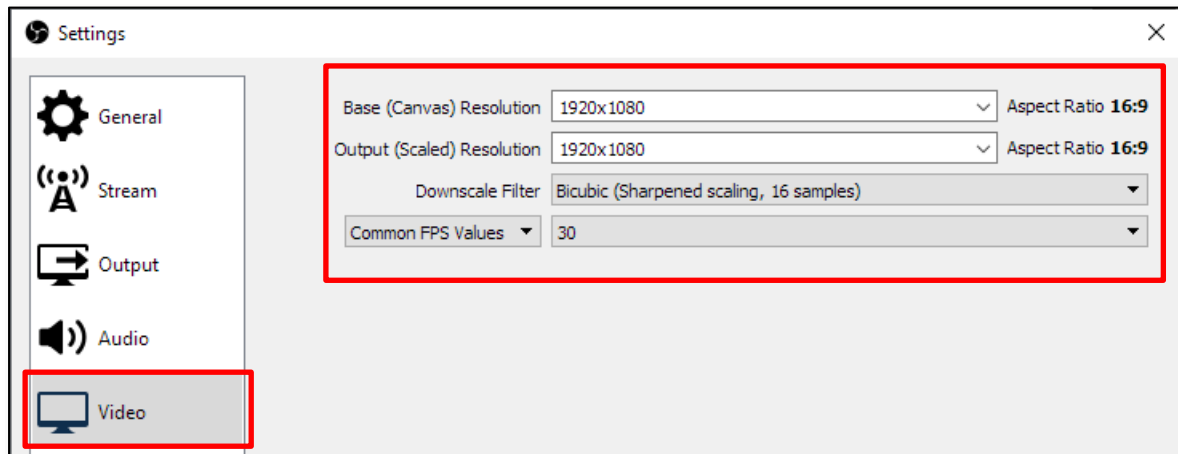 Settings
General
Stream
Output
Audio
Video
Base (Canvas) Resolution 1920x1080 Aspect Ratio 16:9
Output (Scaled) Resolution 1920x1080 Aspect Ratio 16:9
Downscale Filter Bicubic (Sharpened scaling, 16 samples)
Common FPS Values 30